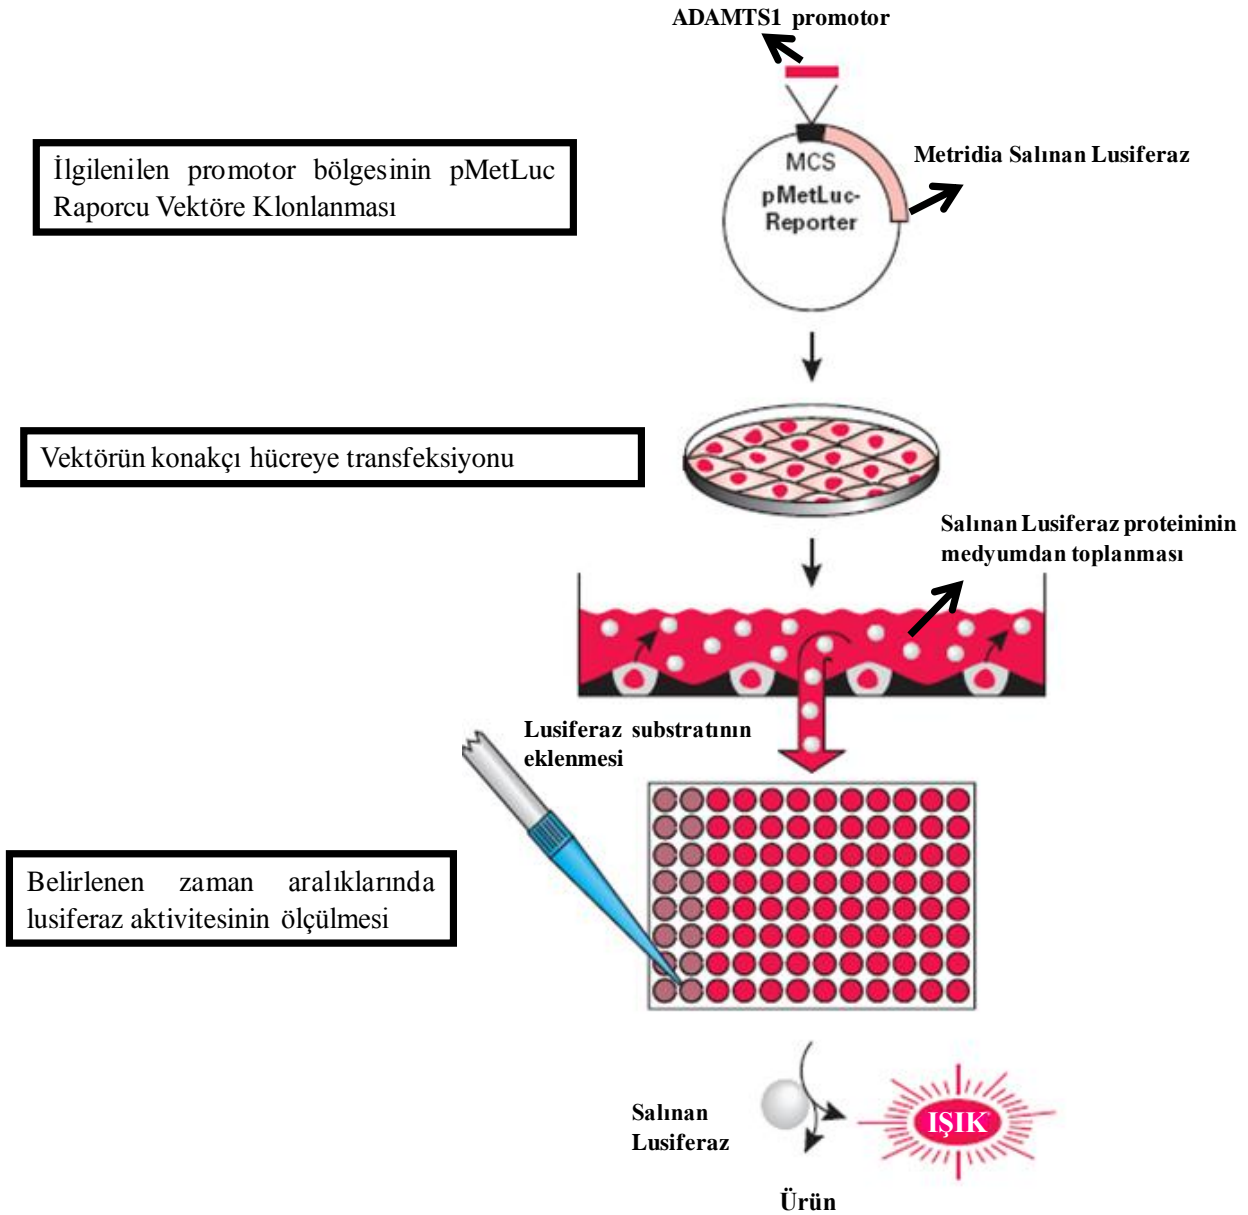 ADAMTS1 promotor
İlgilenilen promotor bölgesinin pMetLuc
Raporcu Vektöre Klonlanması
MCS
pMetLuc-
Reporter
Metridia Salınan Lusiferaz
Vektörün konakçı hücreye transfeksiyonu
Salınan Lusiferaz proteininin
medyumdan toplanması
Lusiferaz substratının
eklenmesi
Belirlenen zaman aralıklarında
lusiferaz aktivitesinin ölçülmesi
Salınan
Lusiferaz
IŞIK
Ürün